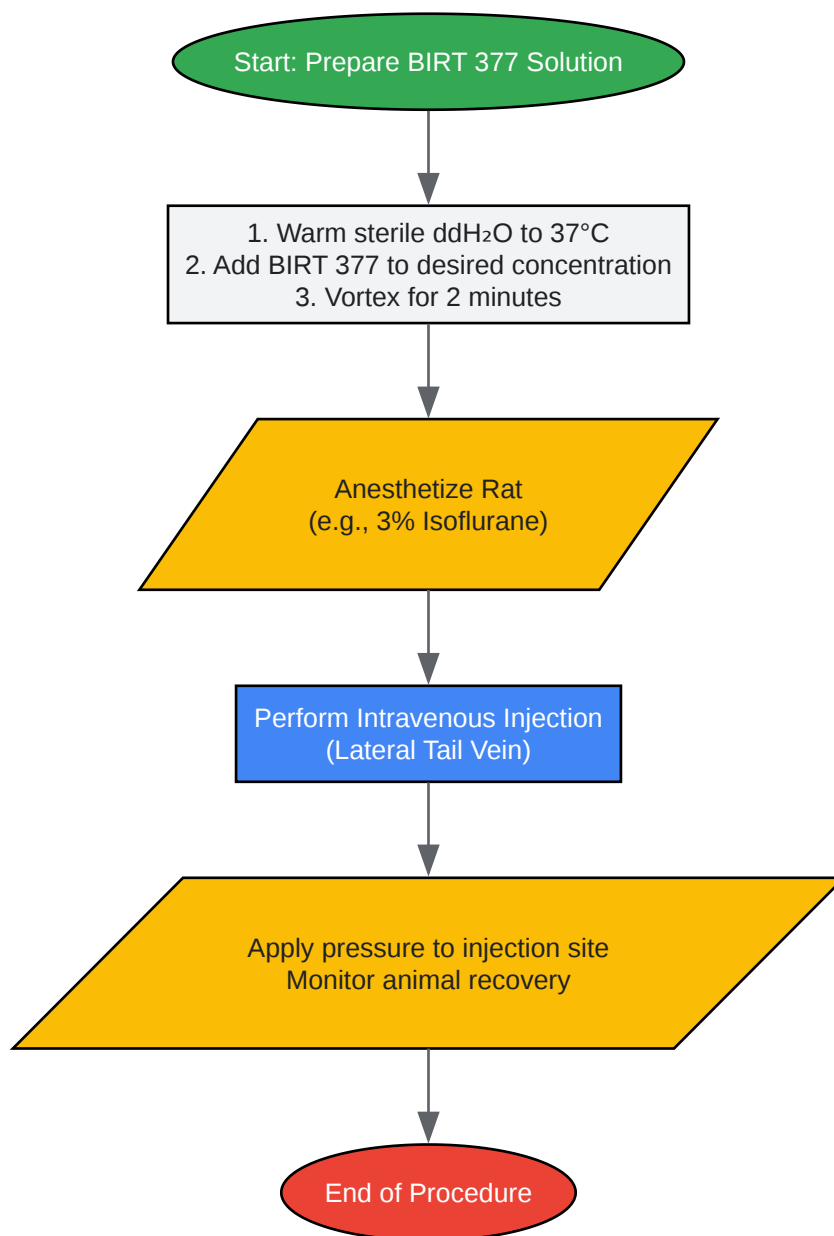 Start: Prepare BIRT 377 Solution
1. Warm sterile ddH₂O to 37°C
2. Add BIRT 377 to desired concentration
3. Vortex for 2 minutes
Anesthetize Rat
(e.g., 3% Isoflurane)
Perform Intravenous Injection
(Lateral Tail Vein)
Apply pressure to injection site
Monitor animal recovery
End of Procedure